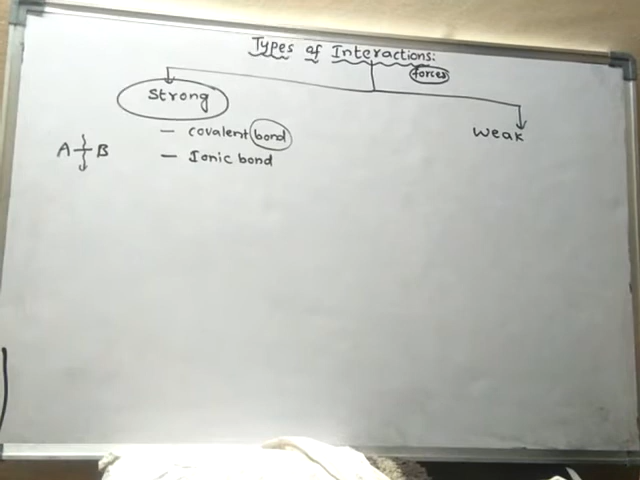 Types of Interactions:
forces
Strong
Weak
– covalent bond
A B
– Ionic bond